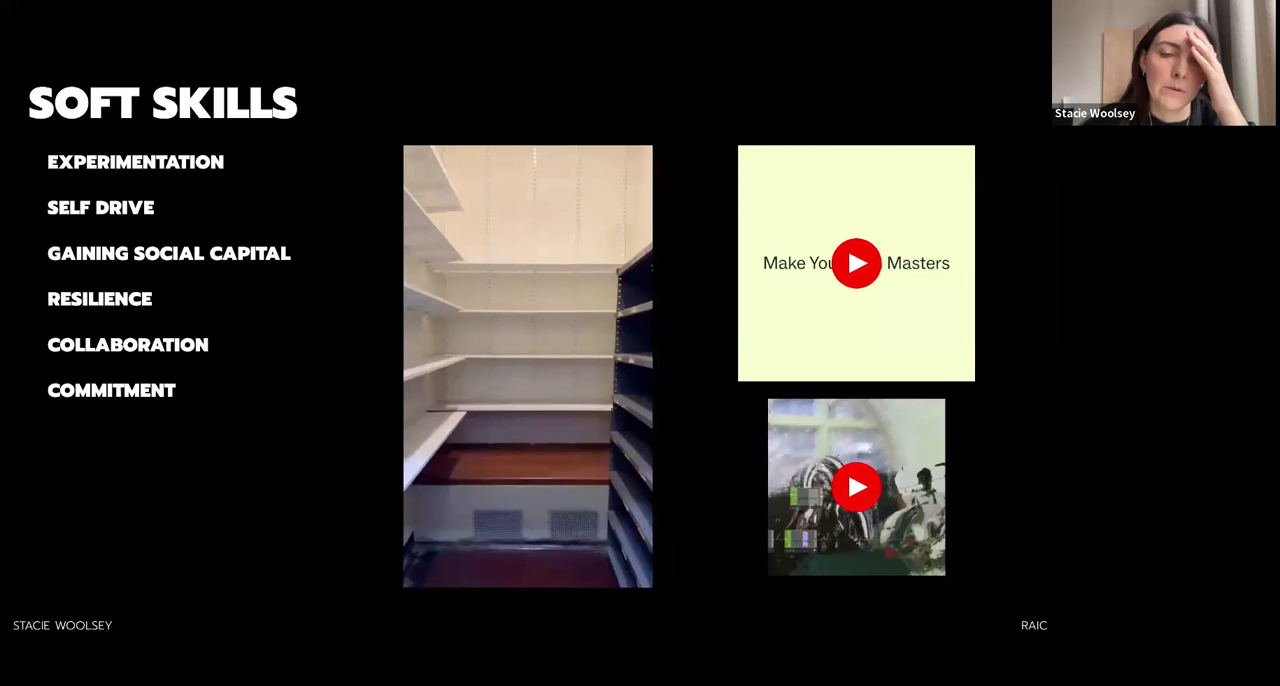 SOFT SKILLS
EXPERIMENTATION
SELF DRIVE
GAINING SOCIAL CAPITAL
RESILIENCE
COLLABORATION
COMMITMENT
Make You Masters
Stacie Woolsey
STACIE WOOLSEY
RAIC